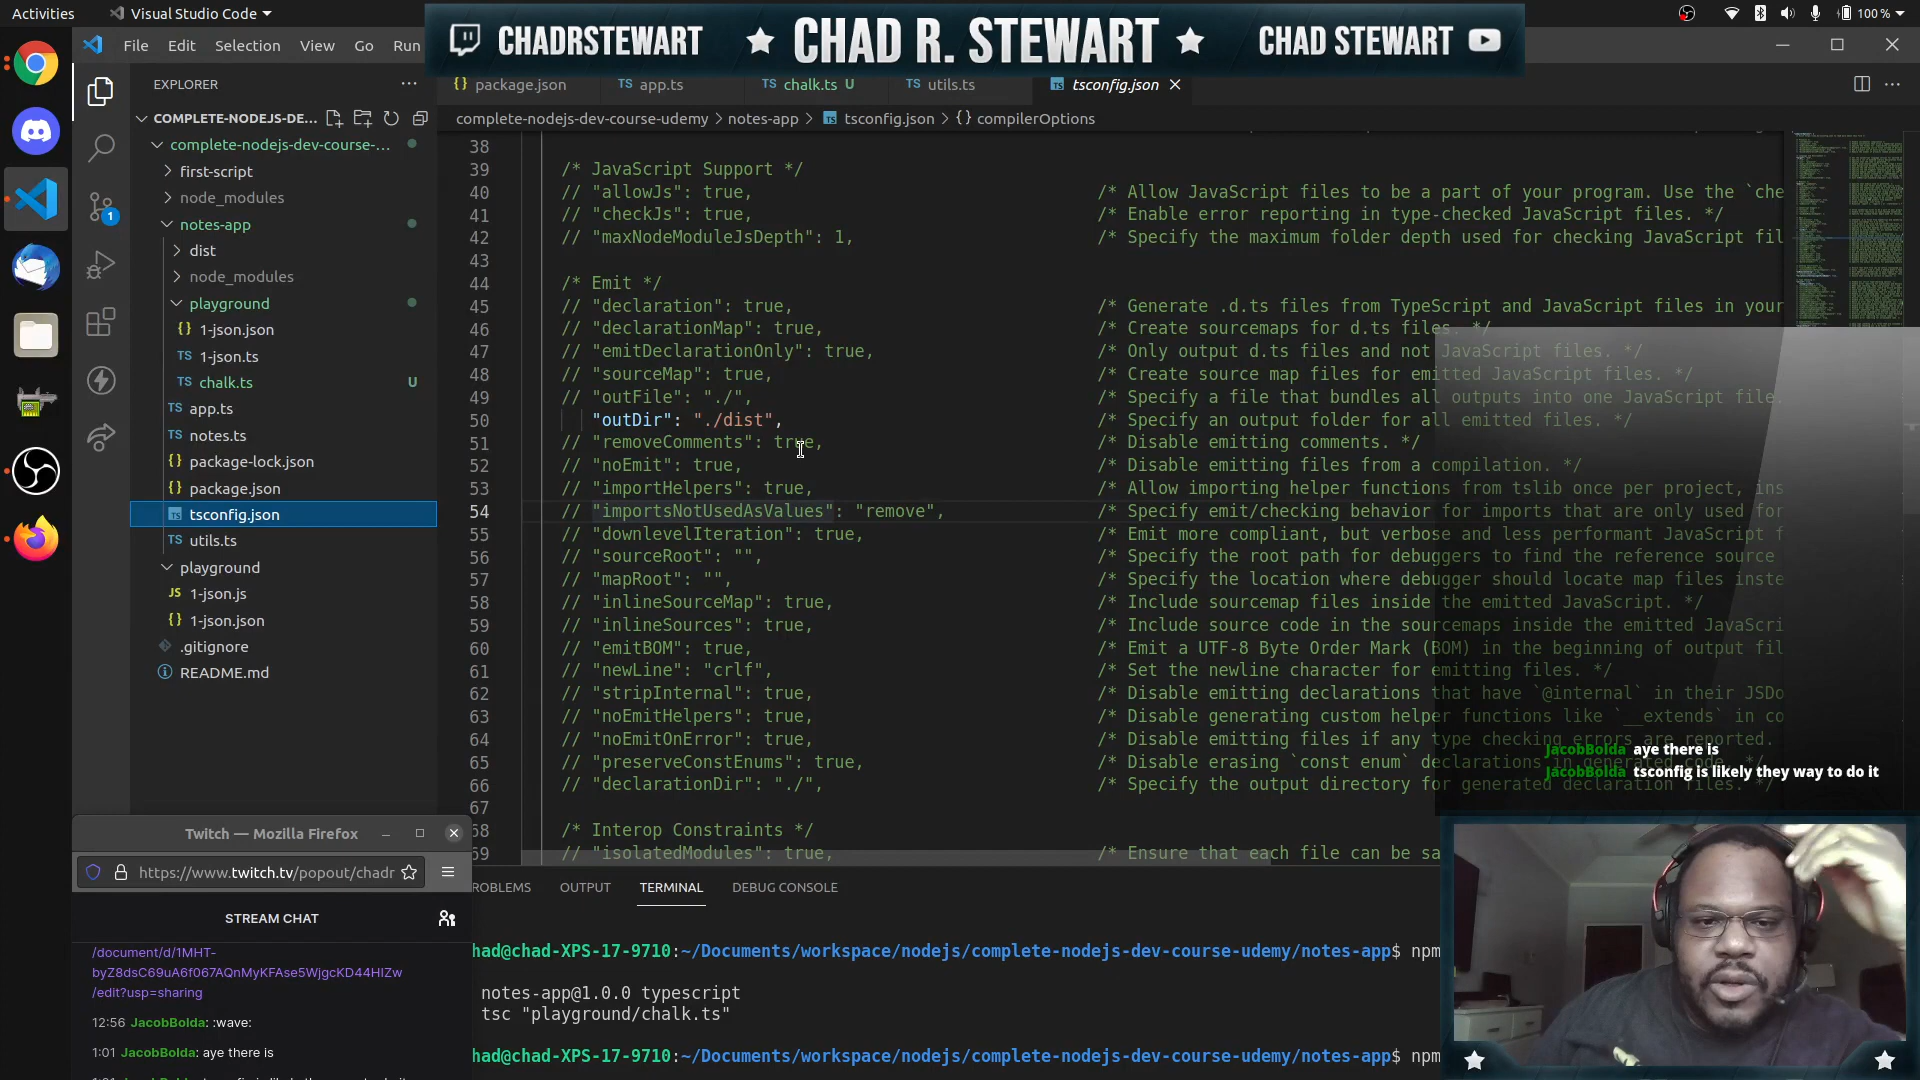 Activities
Visual Studio Code
100 %
CHADRSTEWART
CHAD R. STEWART
CHAD STEWART
File Edit Selection View Go Run
EXPLORER
package.json
TS app.ts
TS chalk.ts U
TS utils.ts
TS tsconfig.json
complete-nodejs-dev-course-udemy > notes-app > tsconfig.json > {} compilerOptions
COMPLETE-NODEJS-DE...
complete-nodejs-dev-course-...
first-script
node_modules
notes-app
dist
node_modules
playground
{} 1-json.json
TS 1-json.ts
TS chalk.ts U
TS app.ts
TS notes.ts
{} package-lock.json
{} package.json
TS tsconfig.json
TS utils.ts
playground
JS 1-json.js
{} 1-json.json
.gitignore
README.md
1
38
39 /* JavaScript Support */
40 // "allowJs": true, /* Allow JavaScript files to be a part of your program. Use the `che
41 // "checkJs": true, /* Enable error reporting in type-checked JavaScript files. */
42 // "maxNodeModuleJsDepth": 1, /* Specify the maximum folder depth used for checking JavaScript fil
43
44 /* Emit */
45 // "declaration": true, /* Generate .d.ts files from TypeScript and JavaScript files in your
46 // "declarationMap": true, /* Create sourcemaps for d.ts files. */
47 // "emitDeclarationOnly": true, /* Only output d.ts files and not JavaScript files. */
48 // "sourceMap": true, /* Create source map files for emitted JavaScript files. */
49 // "outFile": "./", /* Specify a file that bundles all outputs into one JavaScript file.
50 "outDir": "./dist", /* Specify an output folder for all emitted files. */
51 // "removeComments": true, /* Disable emitting comments. */
52 // "noEmit": true, /* Disable emitting files from a compilation. */
53 // "importHelpers": true, /* Allow importing helper functions from tslib once per project, ins
54 // "importsNotUsedAsValues": "remove", /* Specify emit/checking behavior for imports that are only used for
55 // "downlevelIteration": true, /* Emit more compliant, but verbose and less performant JavaScript f
56 // "sourceRoot": "", /* Specify the root path for debuggers to find the reference source
57 // "mapRoot": "", /* Specify the location where debugger should locate map files inste
58 // "inlineSourceMap": true, /* Include sourcemap files inside the emitted JavaScript. */
59 // "inlineSources": true, /* Include source code in the sourcemaps inside the emitted JavaScri
60 // "emitBOM": true, /* Emit a UTF-8 Byte Order Mark (BOM) in the beginning of output fil
61 // "newLine": "crlf", /* Set the newline character for emitting files. */
62 // "stripInternal": true, /* Disable emitting declarations that have `@internal` in their JSDo
63 // "noEmitHelpers": true, /* Disable generating custom helper functions like `__extends` in co
64 // "noEmitOnError": true, /* Disable emitting files if any type checking errors are reported.
65 // "preserveConstEnums": true, /* Disable erasing `const enum` declarations in generated code. */
66 // "declarationDir": "./", /* Specify the output directory for generated declaration files. */
67
68 /* Interop Constraints */
69 // "isolatedModules": true, /* Ensure that each file can be sa
JacobBolda aye there is
JacobBolda tsconfig is likely they way to do it
Twitch — Mozilla Firefox
https://www.twitch.tv/popout/chadr
STREAM CHAT
/document/d/1MHT-
byZ8dsC69uA6f067AQnMyKFAse5WjgcKD44HIZw
/edit?usp=sharing
12:56 JacobBolda: :wave:
1:01 JacobBolda: aye there is
ROBLEMS OUTPUT TERMINAL DEBUG CONSOLE
had@chad-XPS-17-9710:~/Documents/workspace/nodejs/complete-nodejs-dev-course-udemy/notes-app$ npm
notes-app@1.0.0 typescript
tsc "playground/chalk.ts"
had@chad-XPS-17-9710:~/Documents/workspace/nodejs/complete-nodejs-dev-course-udemy/notes-app$ npm